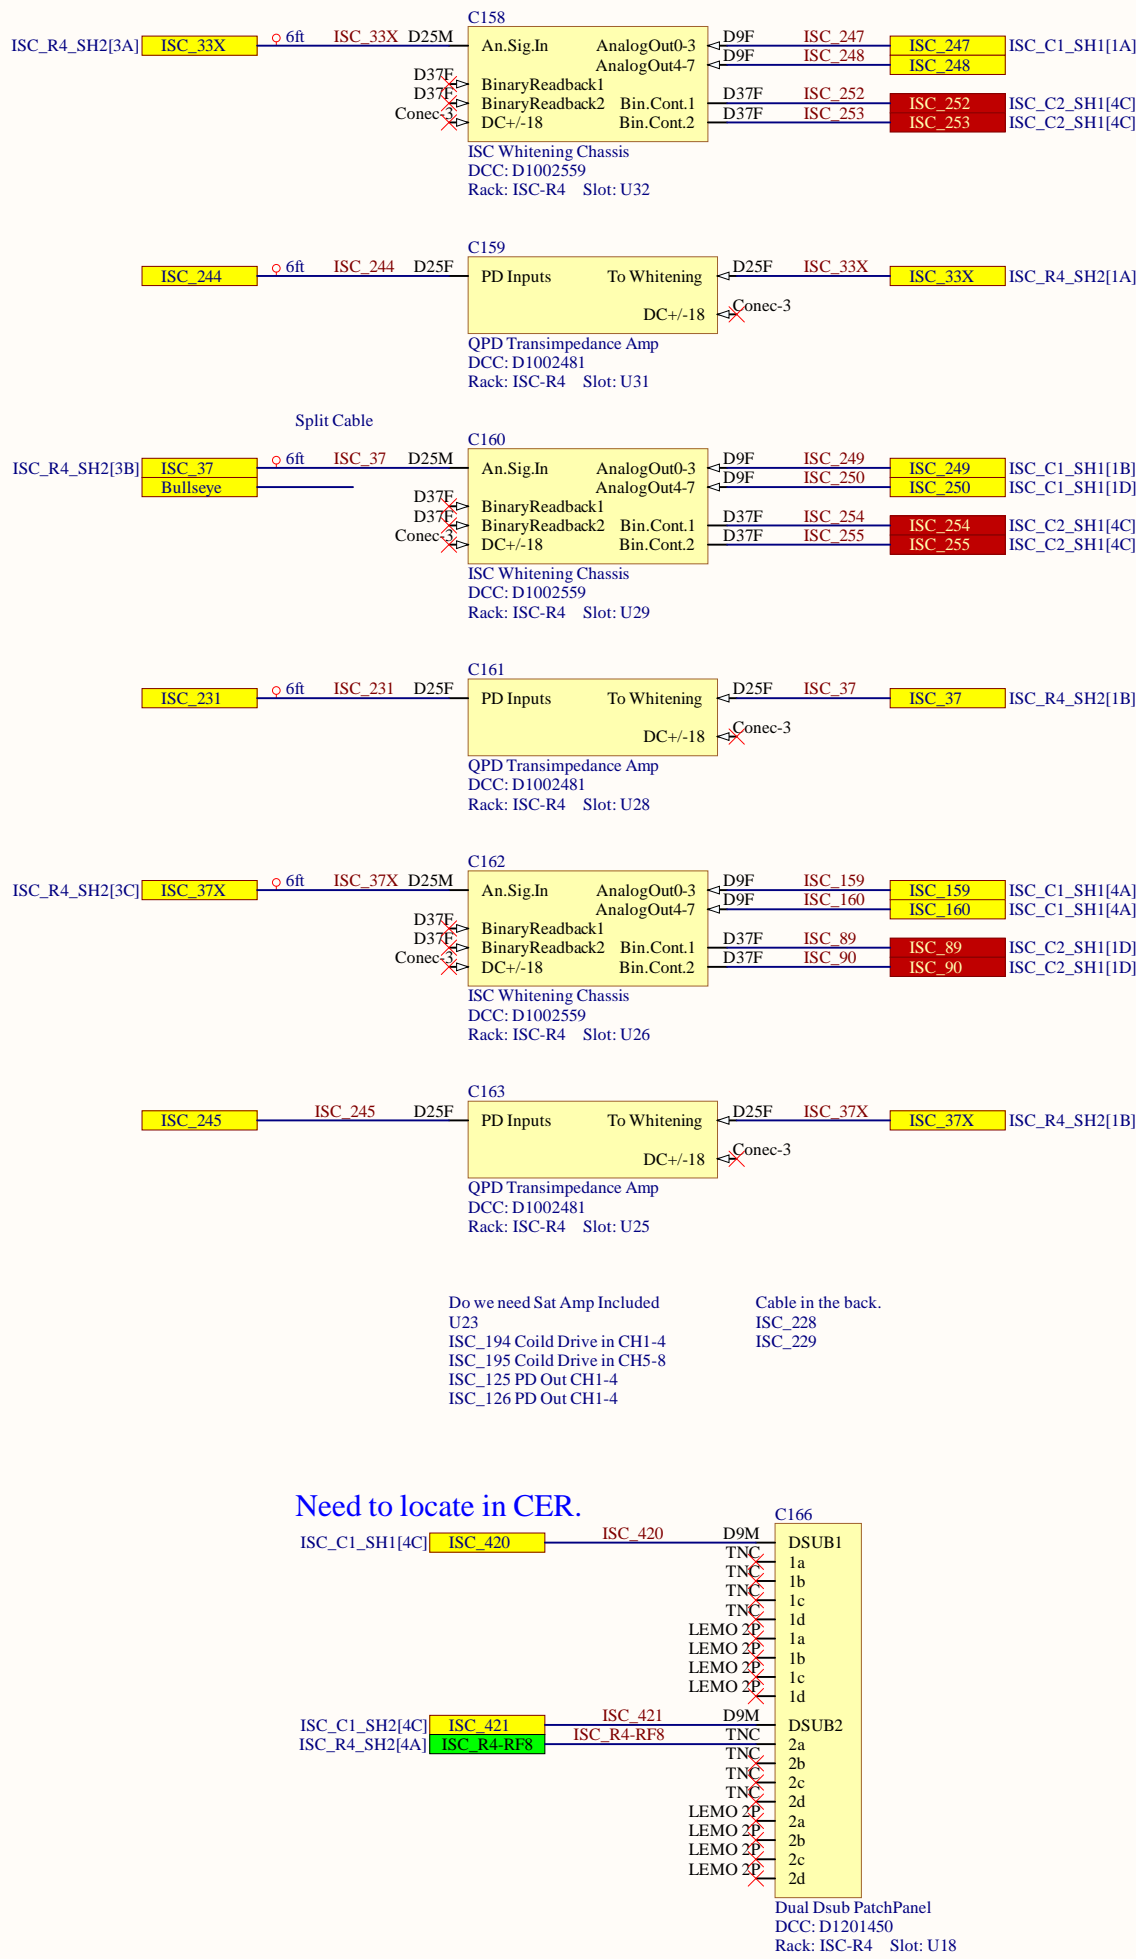 C158
ISC_R4_SH2[3A] ISC_33X 6ft ISC_33X D25M An.Sig.In AnalogOut0-3 D9F ISC_247 ISC_247 ISC_C1_SH1[1A]
AnalogOut4-7 D9F ISC_248 ISC_248
D37F BinaryReadback1
D37F BinaryReadback2 Bin.Cont.1 D37F ISC_252 ISC_252 ISC_C2_SH1[4C]
Conec-3 DC+/-18 Bin.Cont.2 D37F ISC_253 ISC_253 ISC_C2_SH1[4C]
ISC Whitening Chassis
DCC: D1002559
Rack: ISC-R4 Slot: U32
C159
ISC_244 6ft ISC_244 D25F PD Inputs To Whitening D25F ISC_33X ISC_33X ISC_R4_SH2[1A]
DC+/-18 Conec-3
QPD Transimpedance Amp
DCC: D1002481
Rack: ISC-R4 Slot: U31
Split Cable
C160
ISC_R4_SH2[3B] ISC_37 6ft ISC_37 D25M An.Sig.In AnalogOut0-3 D9F ISC_249 ISC_249 ISC_C1_SH1[1B]
Bullseye AnalogOut4-7 D9F ISC_250 ISC_250 ISC_C1_SH1[1D]
D37F BinaryReadback1
D37F BinaryReadback2 Bin.Cont.1 D37F ISC_254 ISC_254 ISC_C2_SH1[4C]
Conec-3 DC+/-18 Bin.Cont.2 D37F ISC_255 ISC_255 ISC_C2_SH1[4C]
ISC Whitening Chassis
DCC: D1002559
Rack: ISC-R4 Slot: U29
C161
ISC_231 6ft ISC_231 D25F PD Inputs To Whitening D25F ISC_37 ISC_37 ISC_R4_SH2[1B]
DC+/-18 Conec-3
QPD Transimpedance Amp
DCC: D1002481
Rack: ISC-R4 Slot: U28
C162
ISC_R4_SH2[3C] ISC_37X 6ft ISC_37X D25M An.Sig.In AnalogOut0-3 D9F ISC_159 ISC_159 ISC_C1_SH1[4A]
AnalogOut4-7 D9F ISC_160 ISC_160 ISC_C1_SH1[4A]
D37F BinaryReadback1
D37F BinaryReadback2 Bin.Cont.1 D37F ISC_89 ISC_89 ISC_C2_SH1[1D]
Conec-3 DC+/-18 Bin.Cont.2 D37F ISC_90 ISC_90 ISC_C2_SH1[1D]
ISC Whitening Chassis
DCC: D1002559
Rack: ISC-R4 Slot: U26
C163
ISC_245 ISC_245 D25F PD Inputs To Whitening D25F ISC_37X ISC_37X ISC_R4_SH2[1B]
DC+/-18 Conec-3
QPD Transimpedance Amp
DCC: D1002481
Rack: ISC-R4 Slot: U25
Do we need Sat Amp Included
U23
ISC_194 Coild Drive in CH1-4
ISC_195 Coild Drive in CH5-8
ISC_125 PD Out CH1-4
ISC_126 PD Out CH1-4
Cable in the back.
ISC_228
ISC_229
Need to locate in CER.
C166
ISC_C1_SH1[4C] ISC_420 ISC_420 D9M DSUB1
TNC 1a
TNC 1b
TNC 1c
TNC 1d
LEMO 2P 1a
LEMO 2P 1b
LEMO 2P 1c
LEMO 2P 1d
ISC_C1_SH2[4C] ISC_421 ISC_421 D9M DSUB2
ISC_R4_SH2[4A] ISC_R4-RF8 ISC_R4-RF8 TNC 2a
TNC 2b
TNC 2c
TNC 2d
LEMO 2P 2a
LEMO 2P 2b
LEMO 2P 2c
LEMO 2P 2d
Dual Dsub PatchPanel
DCC: D1201450
Rack: ISC-R4 Slot: U18